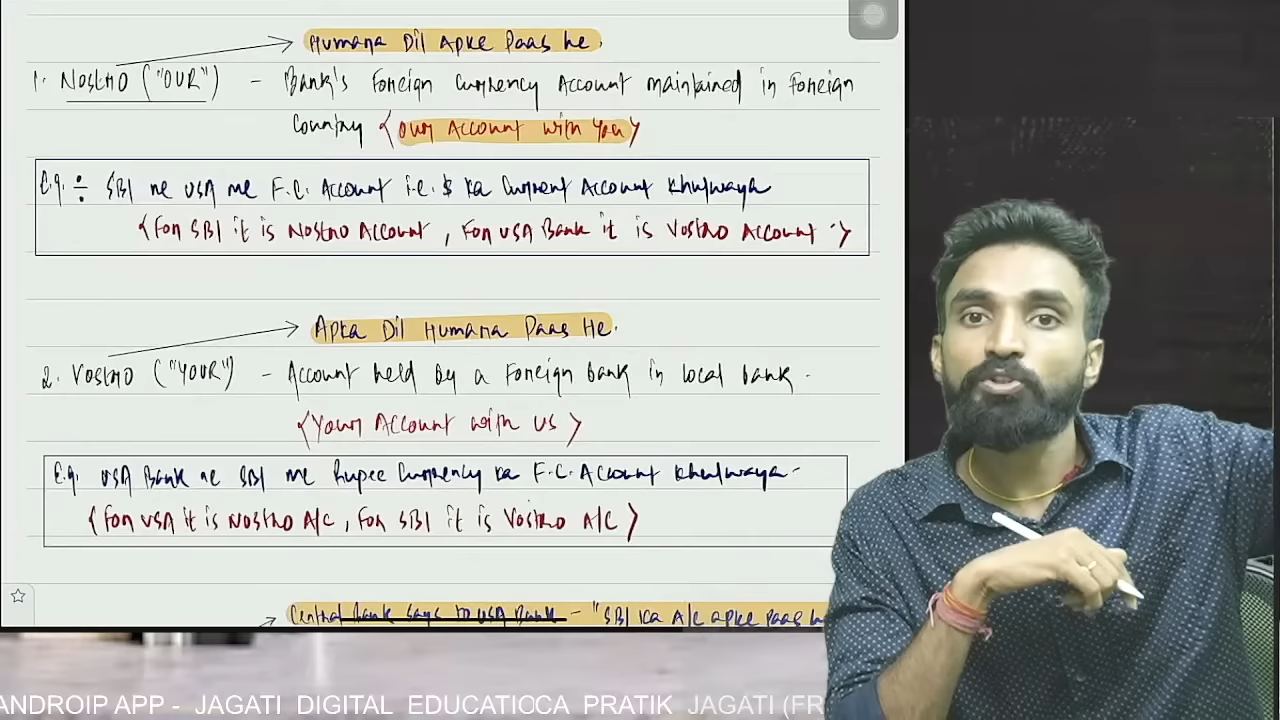 Humara Dil Apke Paas he.
1. Nostro ("OUR") - Bank's Foreign Currency Account maintained in Foreign
Country <Our Account with You>
E.g. ÷ SBI ne USA me F.C. Account i.e. $ ka Current Account khulwaya
{For SBI it is Nostro Account, For USA Bank it is Vostro Account.}
Apka Dil Humara Paas He.
2. Vostro ("YOUR") - Account held by a Foreign bank in local bank.
<Your Account with us>
E.g. USA Bank ne SBI me Rupee Currency ka F.C. Account khulwaya-
{For USA it is Nostro A/C, For SBI it is Vostro A/C}
Central Bank says to USA Bank - "SBI ka A/c apke paas
ANDROIP APP - JAGATI DIGITAL EDUCATIOCA PRATIK JAGATI (FR